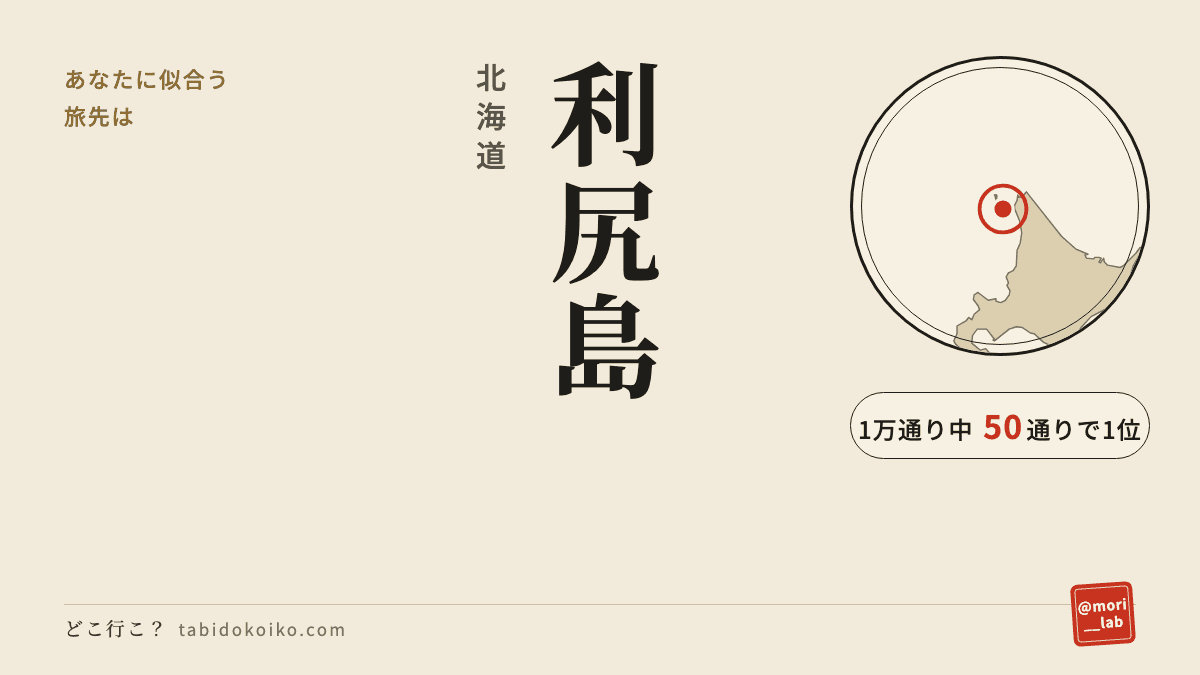 あなたに似合う
旅先は
北海道
利尻島
1万通り中 50通りで1位
どこ行こ？ tabidokoiko.com
@mori
__lab